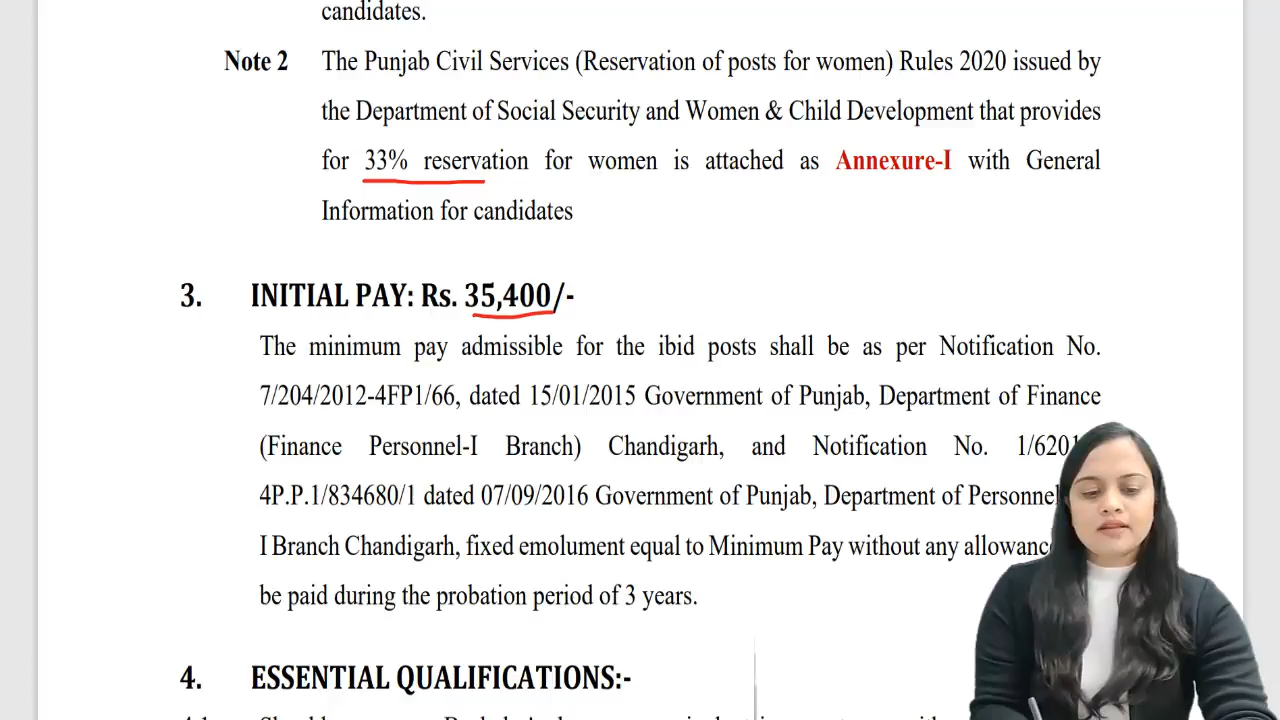 candidates.
Note 2 The Punjab Civil Services (Reservation of posts for women) Rules 2020 issued by
the Department of Social Security and Women & Child Development that provides
for 33% reservation for women is attached as Annexure-I with General
Information for candidates
3. INITIAL PAY: Rs. 35,400/-
The minimum pay admissible for the ibid posts shall be as per Notification No.
7/204/2012-4FP1/66, dated 15/01/2015 Government of Punjab, Department of Finance
(Finance Personnel-I Branch) Chandigarh, and Notification No.
4P.P.1/834680/1 dated 07/09/2016 Government of Punjab, Department of Personnel
I Branch Chandigarh, fixed emolument equal to Minimum Pay without any
be paid during the probation period of 3 years.
4. ESSENTIAL QUALIFICATIONS:-